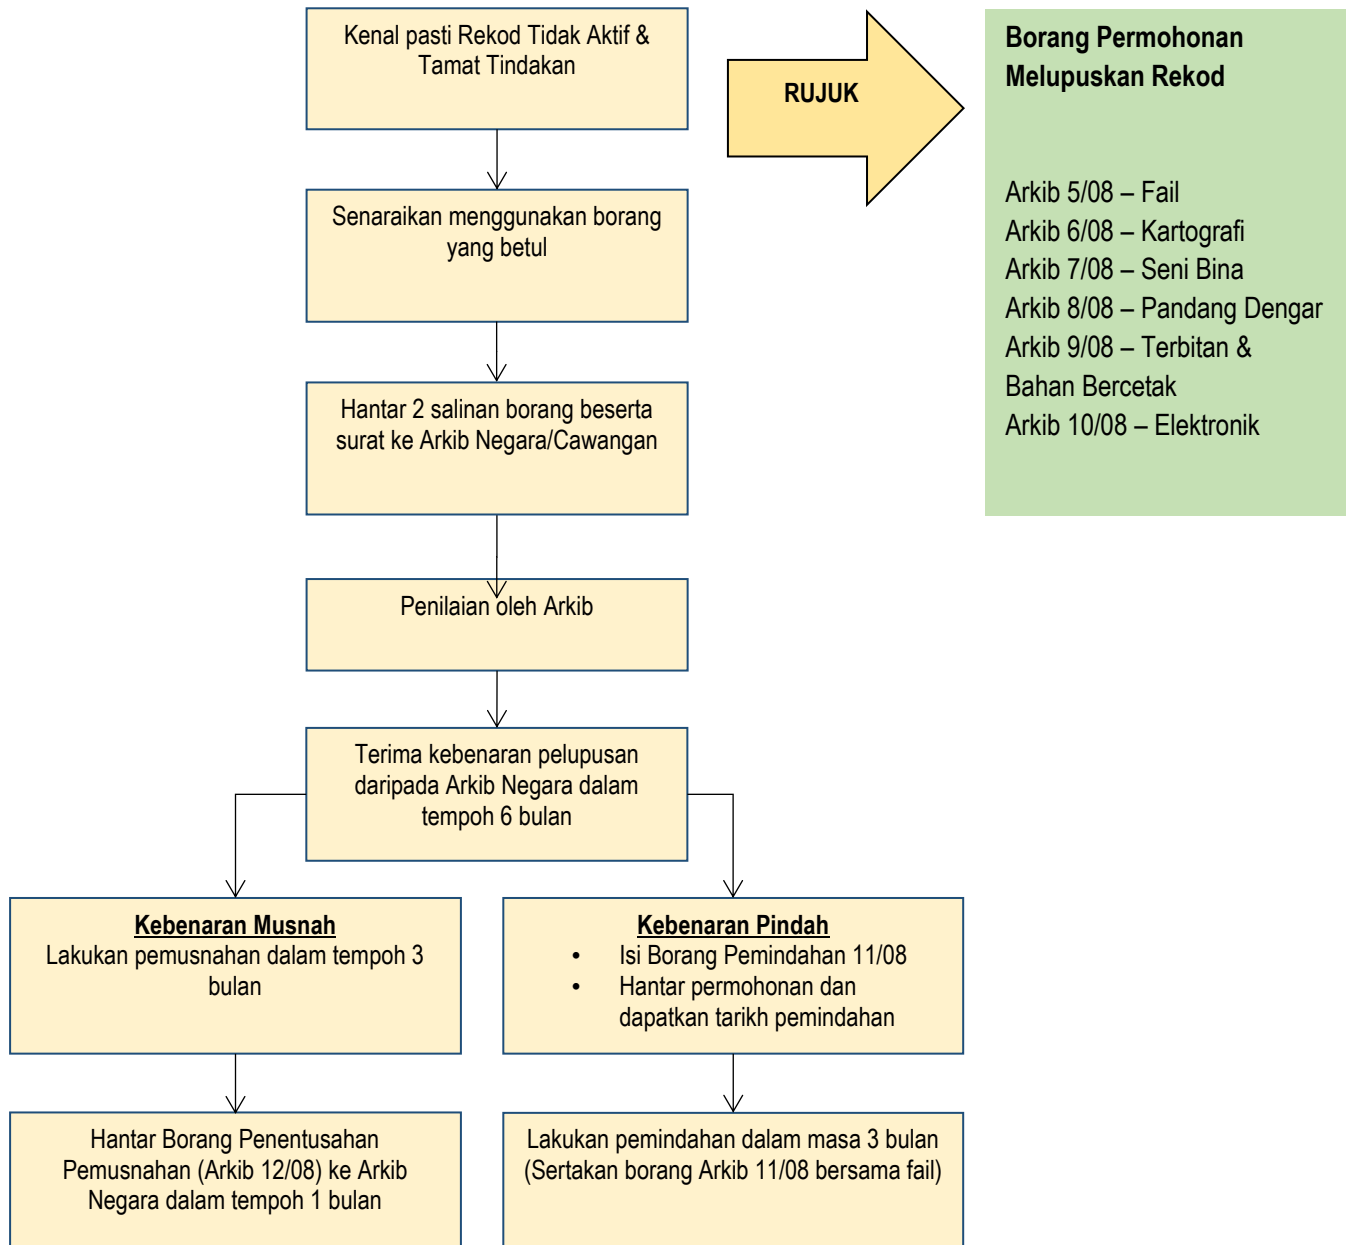 Kenal pasti Rekod Tidak Aktif &
Tamat Tindakan
RUJUK
Borang Permohonan
Melupuskan Rekod
Arkib 5/08 – Fail
Arkib 6/08 – Kartografi
Arkib 7/08 – Seni Bina
Arkib 8/08 – Pandang Dengar
Arkib 9/08 – Terbitan &
Bahan Bercetak
Arkib 10/08 – Elektronik
Senaraikan menggunakan borang
yang betul
Hantar 2 salinan borang beserta
surat ke Arkib Negara/Cawangan
Penilaian oleh Arkib
Terima kebenaran pelupusan
daripada Arkib Negara dalam
tempoh 6 bulan
Kebenaran Musnah
Lakukan pemusnahan dalam tempoh 3
bulan
Kebenaran Pindah
• Isi Borang Pemindahan 11/08
• Hantar permohonan dan
dapatkan tarikh pemindahan
Hantar Borang Penentusahan
Pemusnahan (Arkib 12/08) ke Arkib
Negara dalam tempoh 1 bulan
Lakukan pemindahan dalam masa 3 bulan
(Sertakan borang Arkib 11/08 bersama fail)